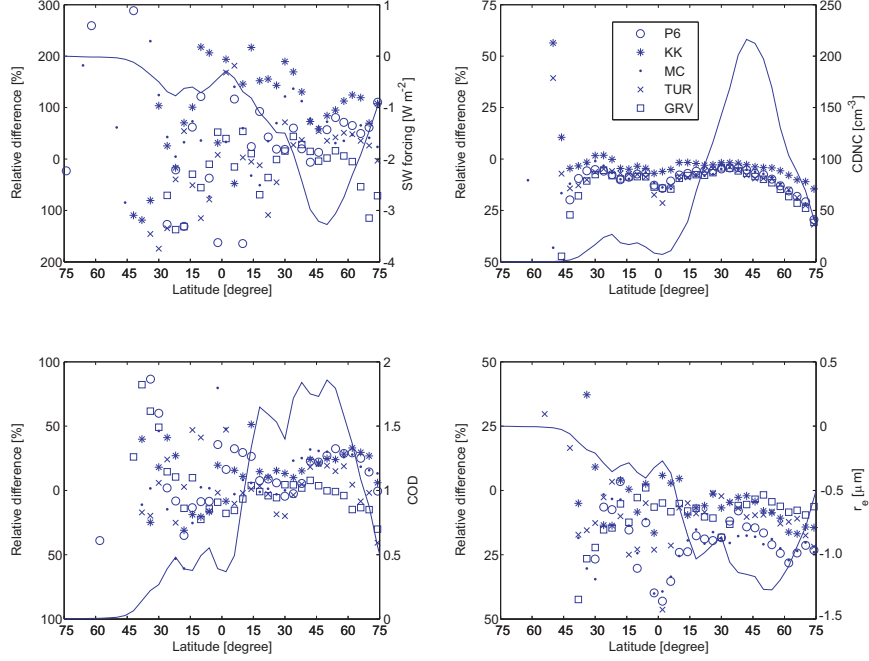 300
200
100
0
100
200
Relative difference [%]
1
0
-1
-2
-3
-4
SW forcing [W m-2]
75 60 45 30 15 0 15 30 45 60 75
Latitude [degree]
75
50
25
0
25
50
Relative difference [%]
P6
KK
MC
TUR
GRV
250
200
150
100
50
0
CDNC [cm-3]
75 60 45 30 15 0 15 30 45 60 75
Latitude [degree]
100
50
0
50
100
Relative difference [%]
2
1.5
1
0.5
0
COD
75 60 45 30 15 0 15 30 45 60 75
Latitude [degree]
50
25
0
25
50
Relative difference [%]
0.5
0
-0.5
-1.0
-1.5
re [μ m]
75 60 45 30 15 0 15 30 45 60 75
Latitude [degree]